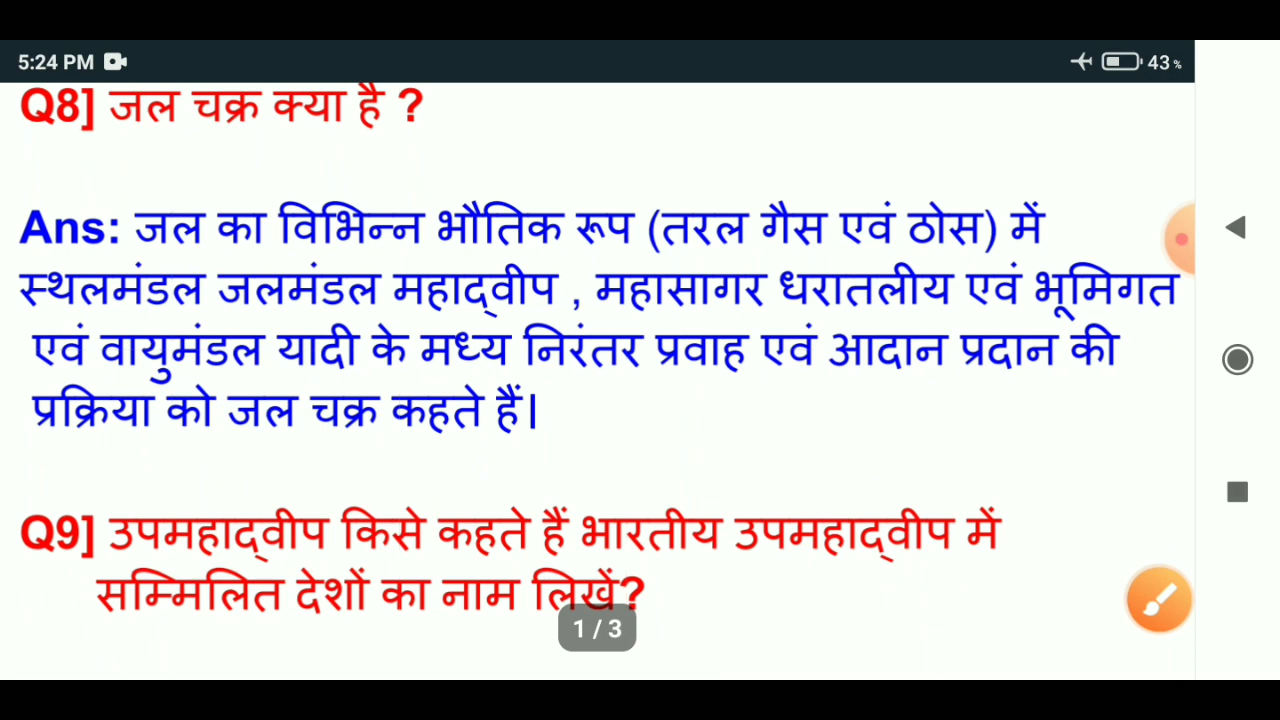 5:24 PM 43 %
Q8] जल चक्र क्या है ?
Ans: जल का विभिन्न भौतिक रूप (तरल गैस एवं ठोस) में
स्थलमंडल जलमंडल महाद्वीप , महासागर धरातलीय एवं भूमिगत
एवं वायुमंडल यादी के मध्य निरंतर प्रवाह एवं आदान प्रदान की
प्रक्रिया को जल चक्र कहते हैं।
Q9] उपमहाद्वीप किसे कहते हैं भारतीय उपमहाद्वीप में
सम्मिलित देशों का नाम लिखें?
1 / 3